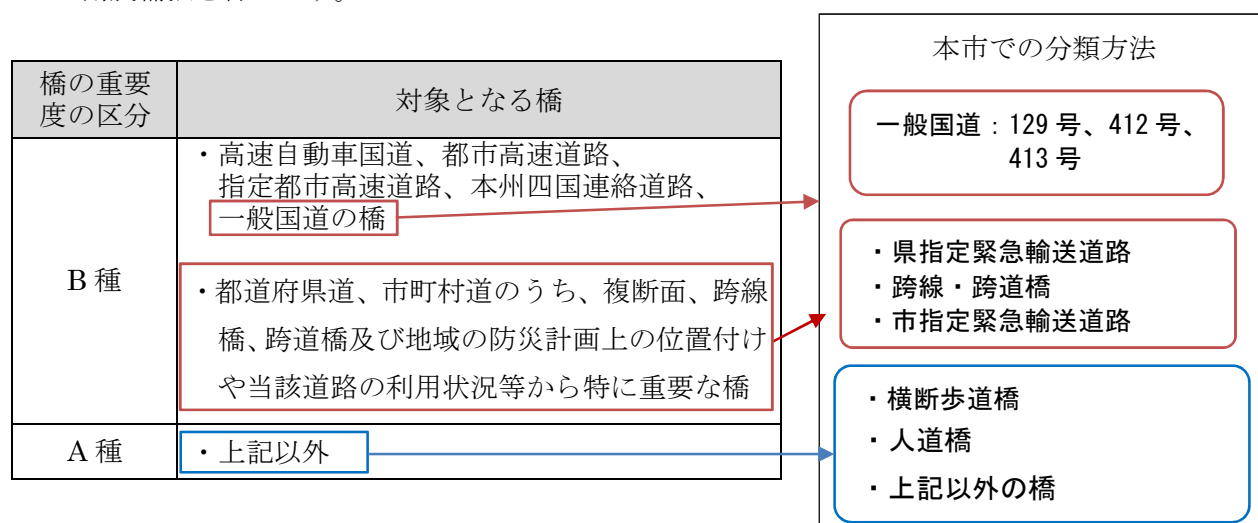 本市での分類方法
橋の重要
度の区分
対象となる橋
B 種
・高速自動車国道、都市高速道路、
指定都市高速道路、本州四国連絡道路、
一般国道の橋
・都道府県道、市町村道のうち、複断面、跨線
橋、跨道橋及び地域の防災計画上の位置付け
や当該道路の利用状況等から特に重要な橋
A 種
・上記以外
一般国道：129 号、412 号、
413 号
・県指定緊急輸送道路
・跨線・跨道橋
・市指定緊急輸送道路
・横断歩道橋
・人道橋
・上記以外の橋